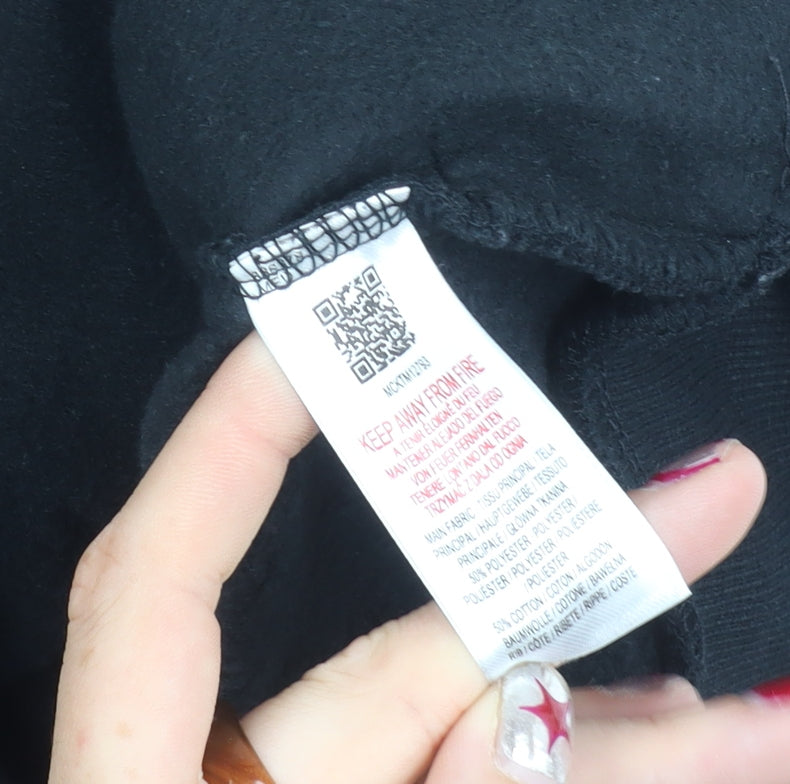 MCKTM12793
KEEP AWAY FROM FIRE
A TENIR ÉLOIGNÉ DU FEU
MANTENER ALEJADO DEL FUEGO
VON FEUER FERNHALTEN
TENERE LONTANO DAL FUOCO
TRZYMAĆ Z DALA OD OGNIA
MAIN FABRIC / TISSU PRINCIPAL / TELA
PRINCIPAL / HAUPTGEWEBE / TESSUTO
PRINCIPALE / GŁÓWNA TKANINA
50% POLYESTER / POLYESTER /
POLIÉSTER / POLYESTER / POLIESTERE
/ POLIESTER
50% COTTON / COTON / ALGODÓN
BAUMWOLLE / COTONE / BAWEŁNA
RIB / CÔTE / RIBETE / RIPPE / COSTE